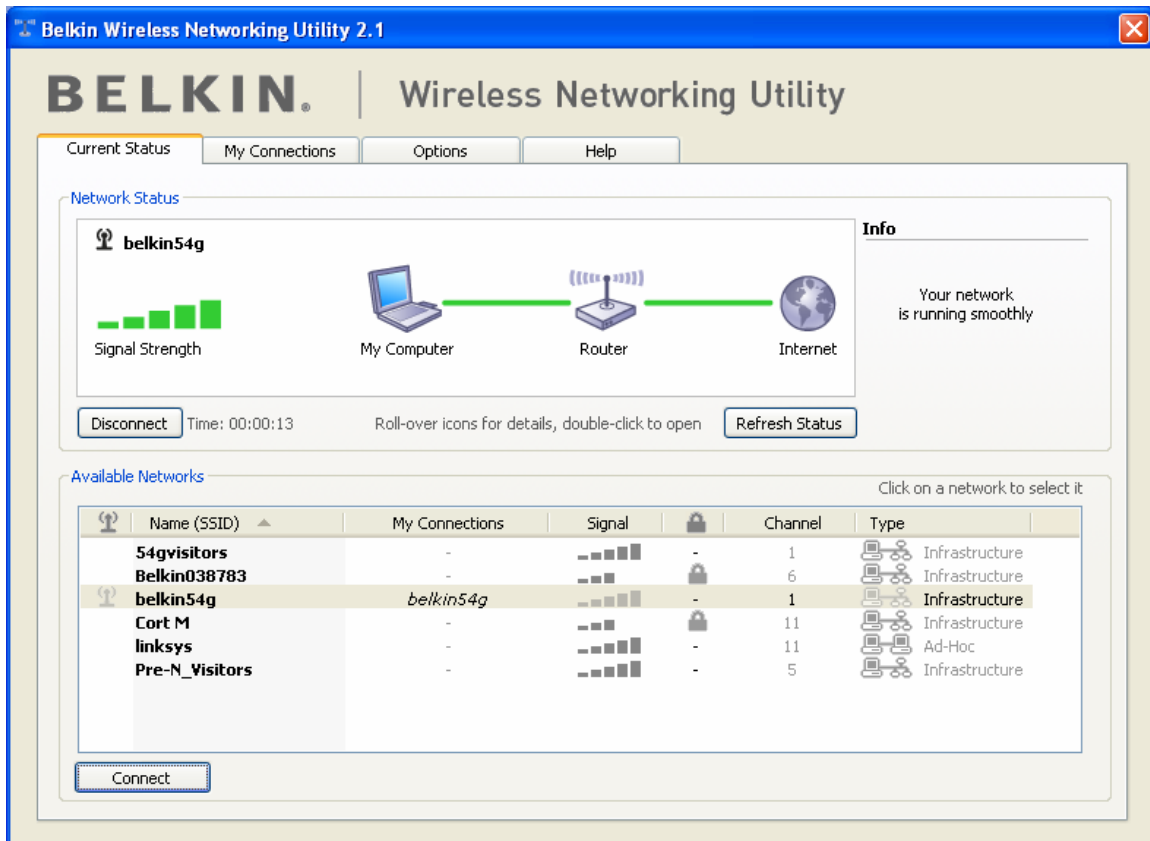 Belkin Wireless Networking Utility 2.1
BELKIN. Wireless Networking Utility
Current Status My Connections Options Help
Network Status
belkin54g
Info
Your network
is running smoothly
Signal Strength My Computer Router Internet
Disconnect Time: 00:00:13 Roll-over icons for details, double-click to open Refresh Status
Available Networks
Click on a network to select it
Name (SSID) My Connections Signal Channel Type
54gvisitors - - 1 Infrastructure
Belkin038783 - 6 Infrastructure
belkin54g belkin54g - 1 Infrastructure
Cort M - 11 Infrastructure
linksys - - 11 Ad-Hoc
Pre-N_Visitors - - 5 Infrastructure
Connect